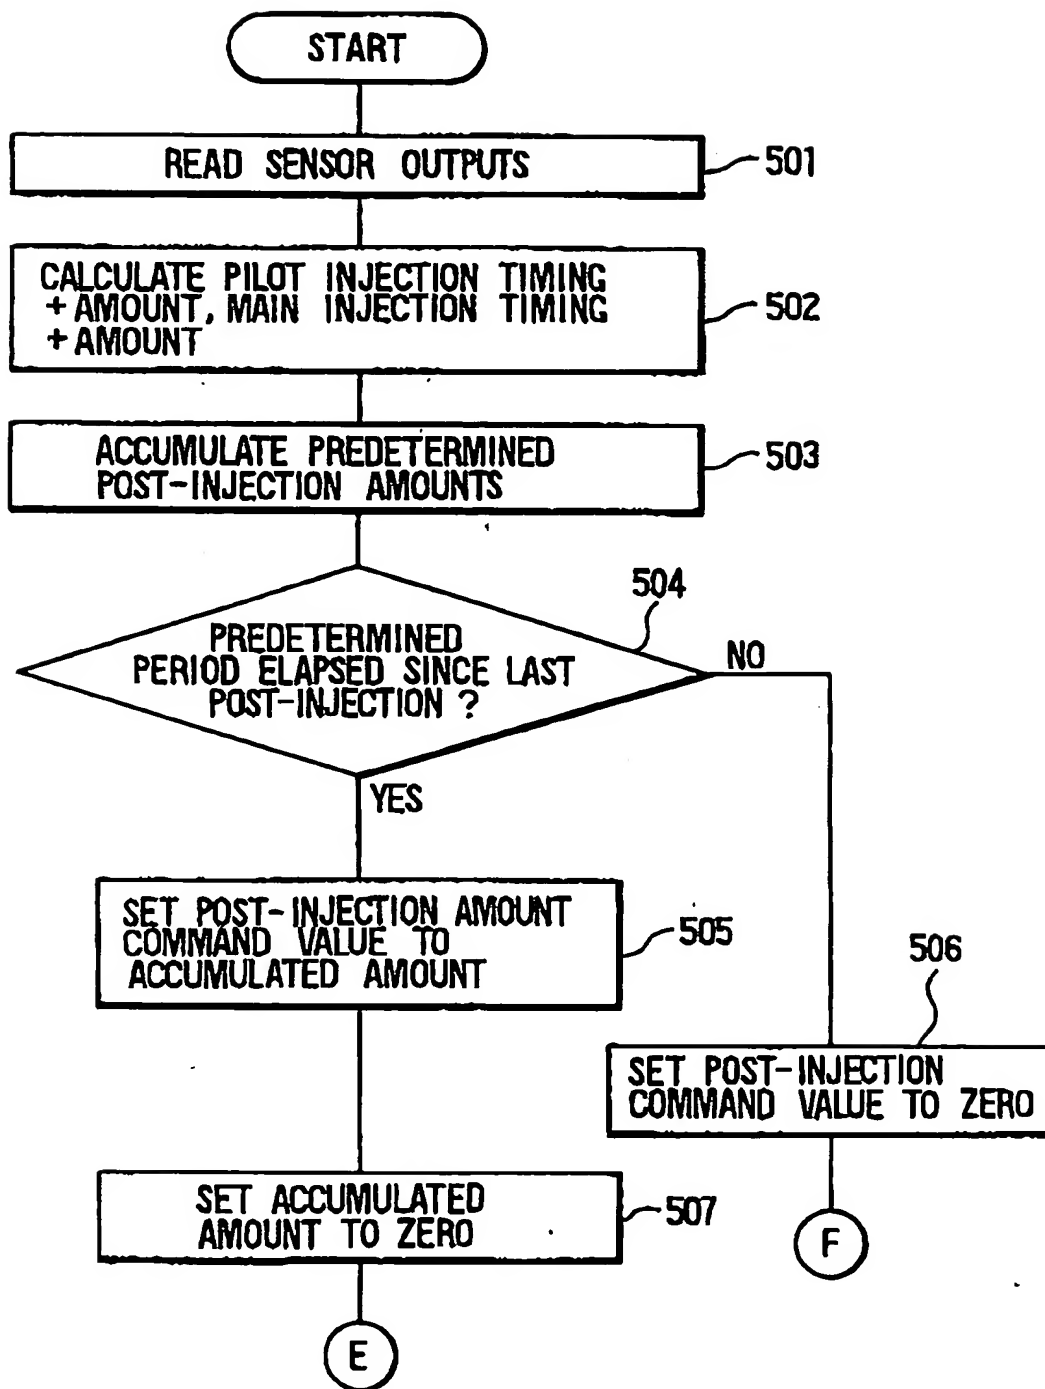 START
READ SENSOR OUTPUTS
501
CALCULATE PILOT INJECTION TIMING
+ AMOUNT, MAIN INJECTION TIMING
+ AMOUNT
502
ACCUMULATE PREDETERMINED
POST-INJECTION AMOUNTS
503
504
PREDETERMINED
PERIOD ELAPSED SINCE LAST
POST-INJECTION ?
NO
YES
SET POST-INJECTION AMOUNT
COMMAND VALUE TO
ACCUMULATED AMOUNT
505
506
SET POST-INJECTION
COMMAND VALUE TO ZERO
SET ACCUMULATED
AMOUNT TO ZERO
507
F
E